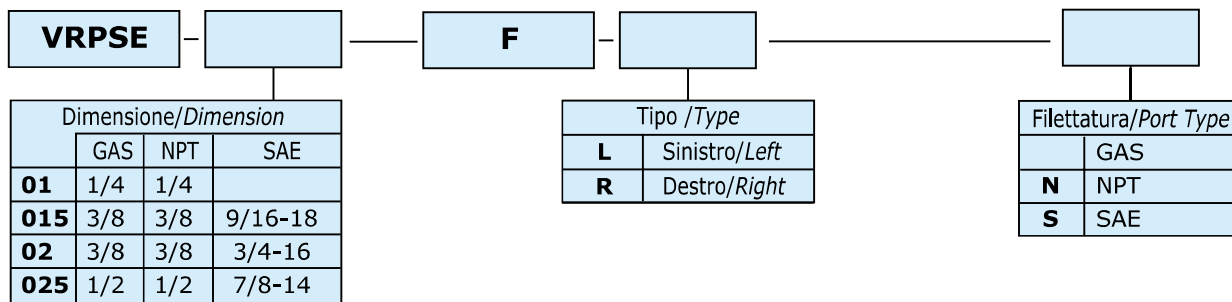 VRPSE – F –
Dimensione/Dimension
GAS NPT SAE
01 1/4 1/4
015 3/8 3/8 9/16-18
02 3/8 3/8 3/4-16
025 1/2 1/2 7/8-14
Tipo /Type
L Sinistro/Left
R Destro/Right
Filettatura/Port Type
GAS
N NPT
S SAE